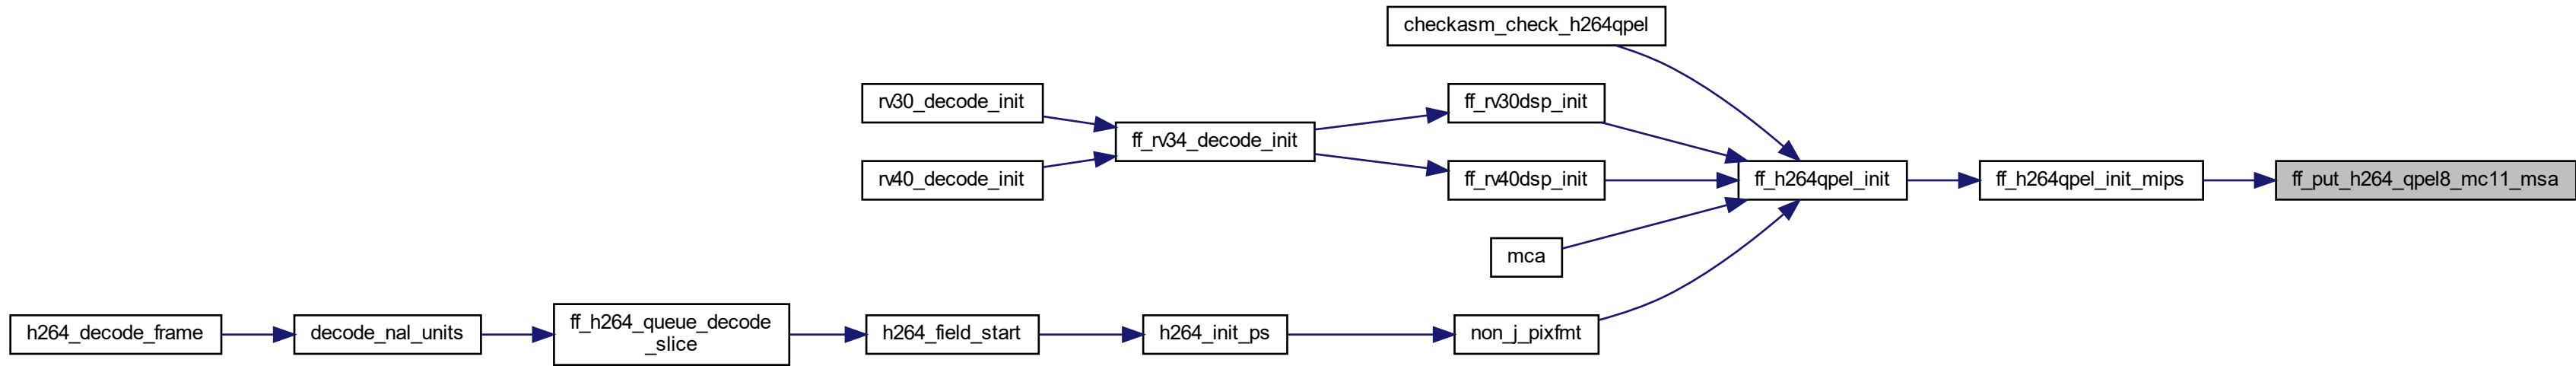 checkasm_check_h264qpel
rv30_decode_init
ff_rv30dsp_init
ff_rv34_decode_init
rv40_decode_init
ff_rv40dsp_init
ff_h264qpel_init
ff_h264qpel_init_mips
ff_put_h264_qpel8_mc11_msa
mca
h264_decode_frame
decode_nal_units
ff_h264_queue_decode
_slice
h264_field_start
h264_init_ps
non_j_pixfmt